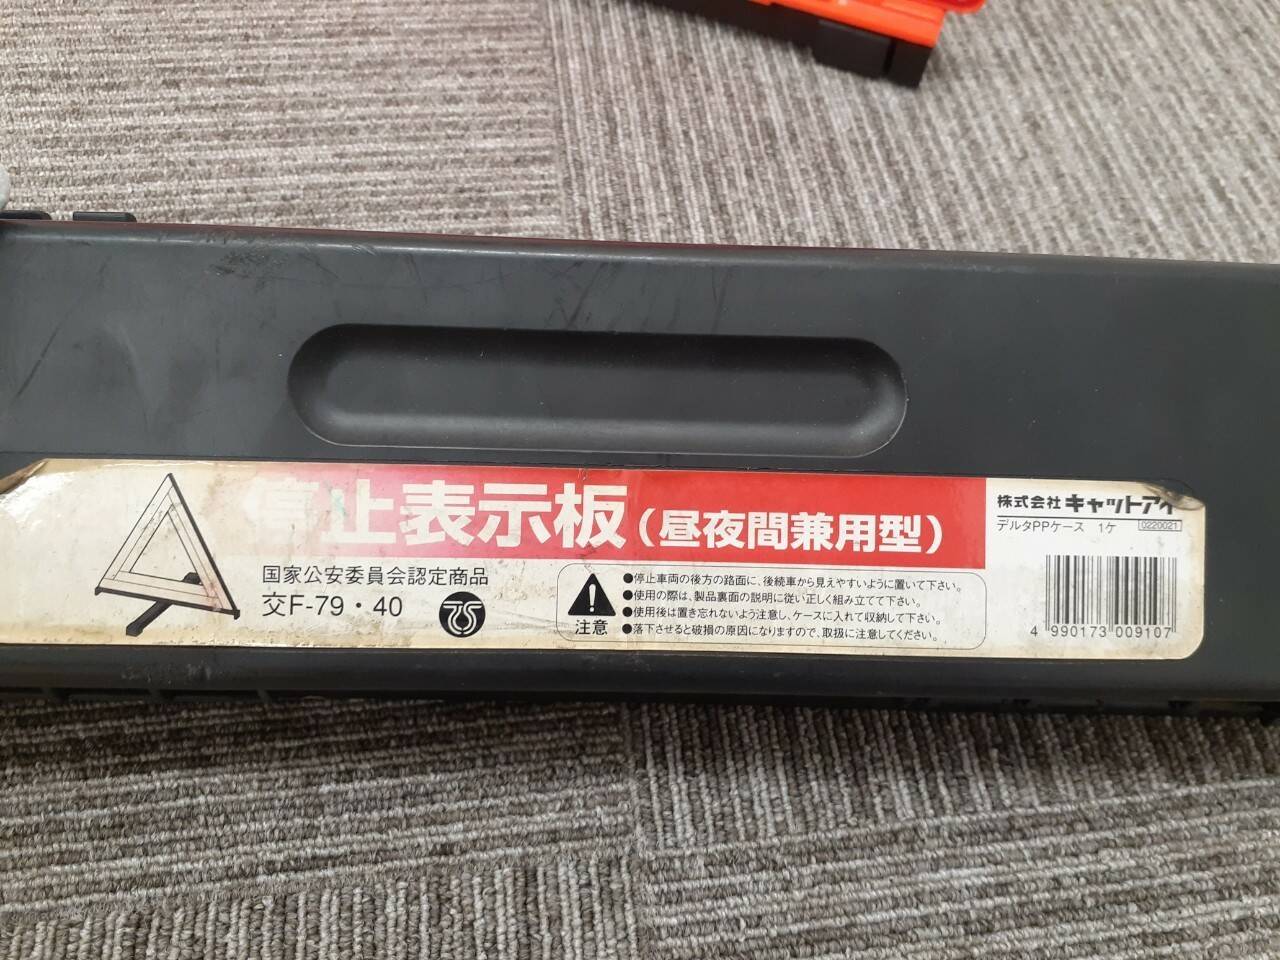 停止表示板(昼夜間兼用型)
国家公安委員会認定商品
交F-79・40
TS
注意
●停止車両の後方の路面に、後続車から見えやすいように置いて下さい。
●使用の際は、製品裏面の説明に従い正しく組み立てて下さい。
●使用後は置き忘れないよう注意し、ケースに入れて収納して下さい。
●落下させると破損の原因になりますので、取扱に注意してください。
株式会社キャットアイ
デルタPPケース 1ケ 0220021
4 990173 009107